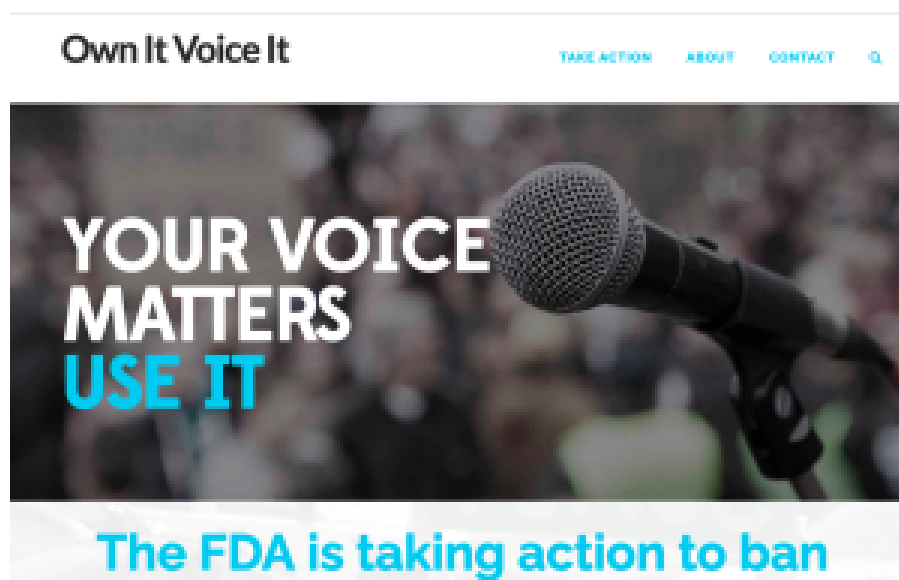 Own It Voice It
TAKE ACTION ABOUT CONTACT
YOUR VOICE
MATTERS
USE IT
The FDA is taking action to ban